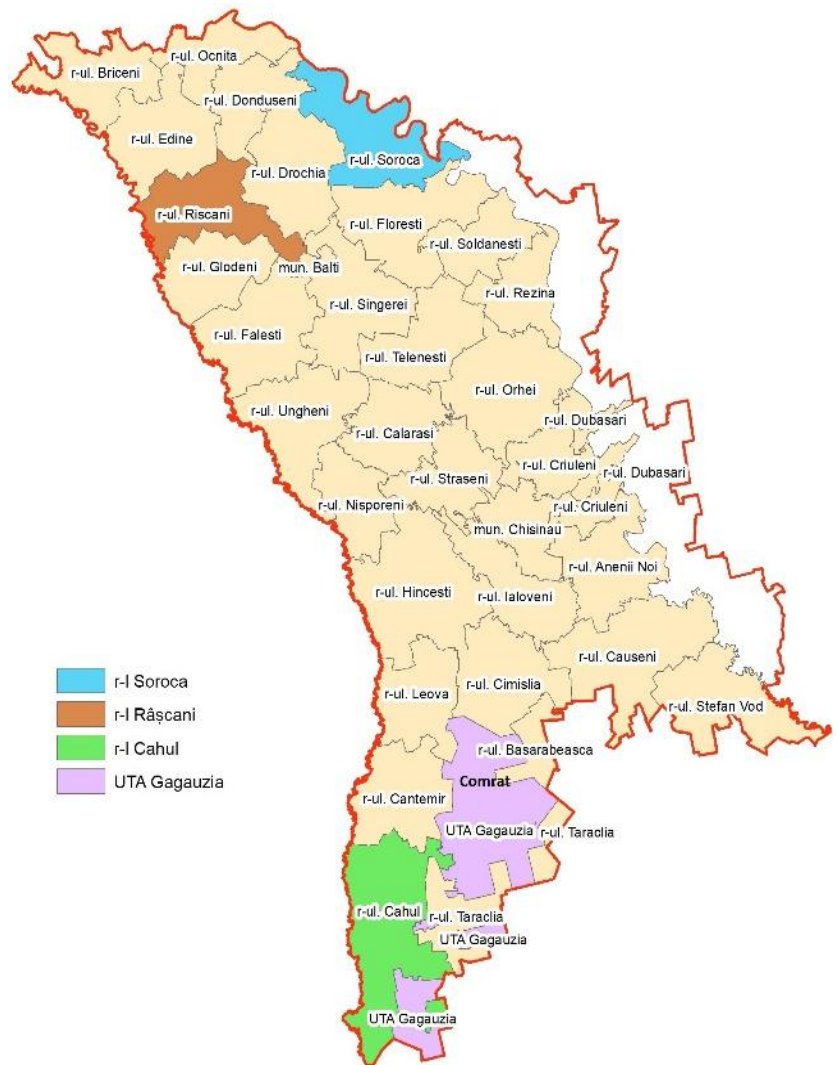 r-ul. Ocnita
r-ul. Briceni
r-ul. Donduseni
r-ul. Edine
r-ul. Soroca
r-ul. Drochia
r-ul. Riscani
r-ul. Floresti
r-ul. Soldanesti
r-ul. Glodeni
mun. Balti
r-ul. Rezina
r-ul. Singerei
r-ul. Falesti
r-ul. Telenesti
r-ul. Orhei
r-ul. Ungheni
r-ul. Dubasari
r-ul. Calarasi
r-ul. Criuleni
r-ul. Dubasari
r-ul. Straseni
r-ul. Nisporeni
r-ul. Criuleni
mun. Chisinau
r-ul. Anenii Noi
r-ul. Hincesti
r-ul. Ialoveni
r-ul. Causeni
r-ul. Leova
r-ul. Cimislia
r-ul. Stefan Vod
r-ul. Basarabeasca
Comrat
r-ul. Cantemir
UTA Gagauzia
r-ul. Taraclia
r-ul. Cahul
r-ul. Taraclia
UTA Gagauzia
UTA Gagauzia
r-l Soroca
r-l Râșcani
r-l Cahul
UTA Gagauzia